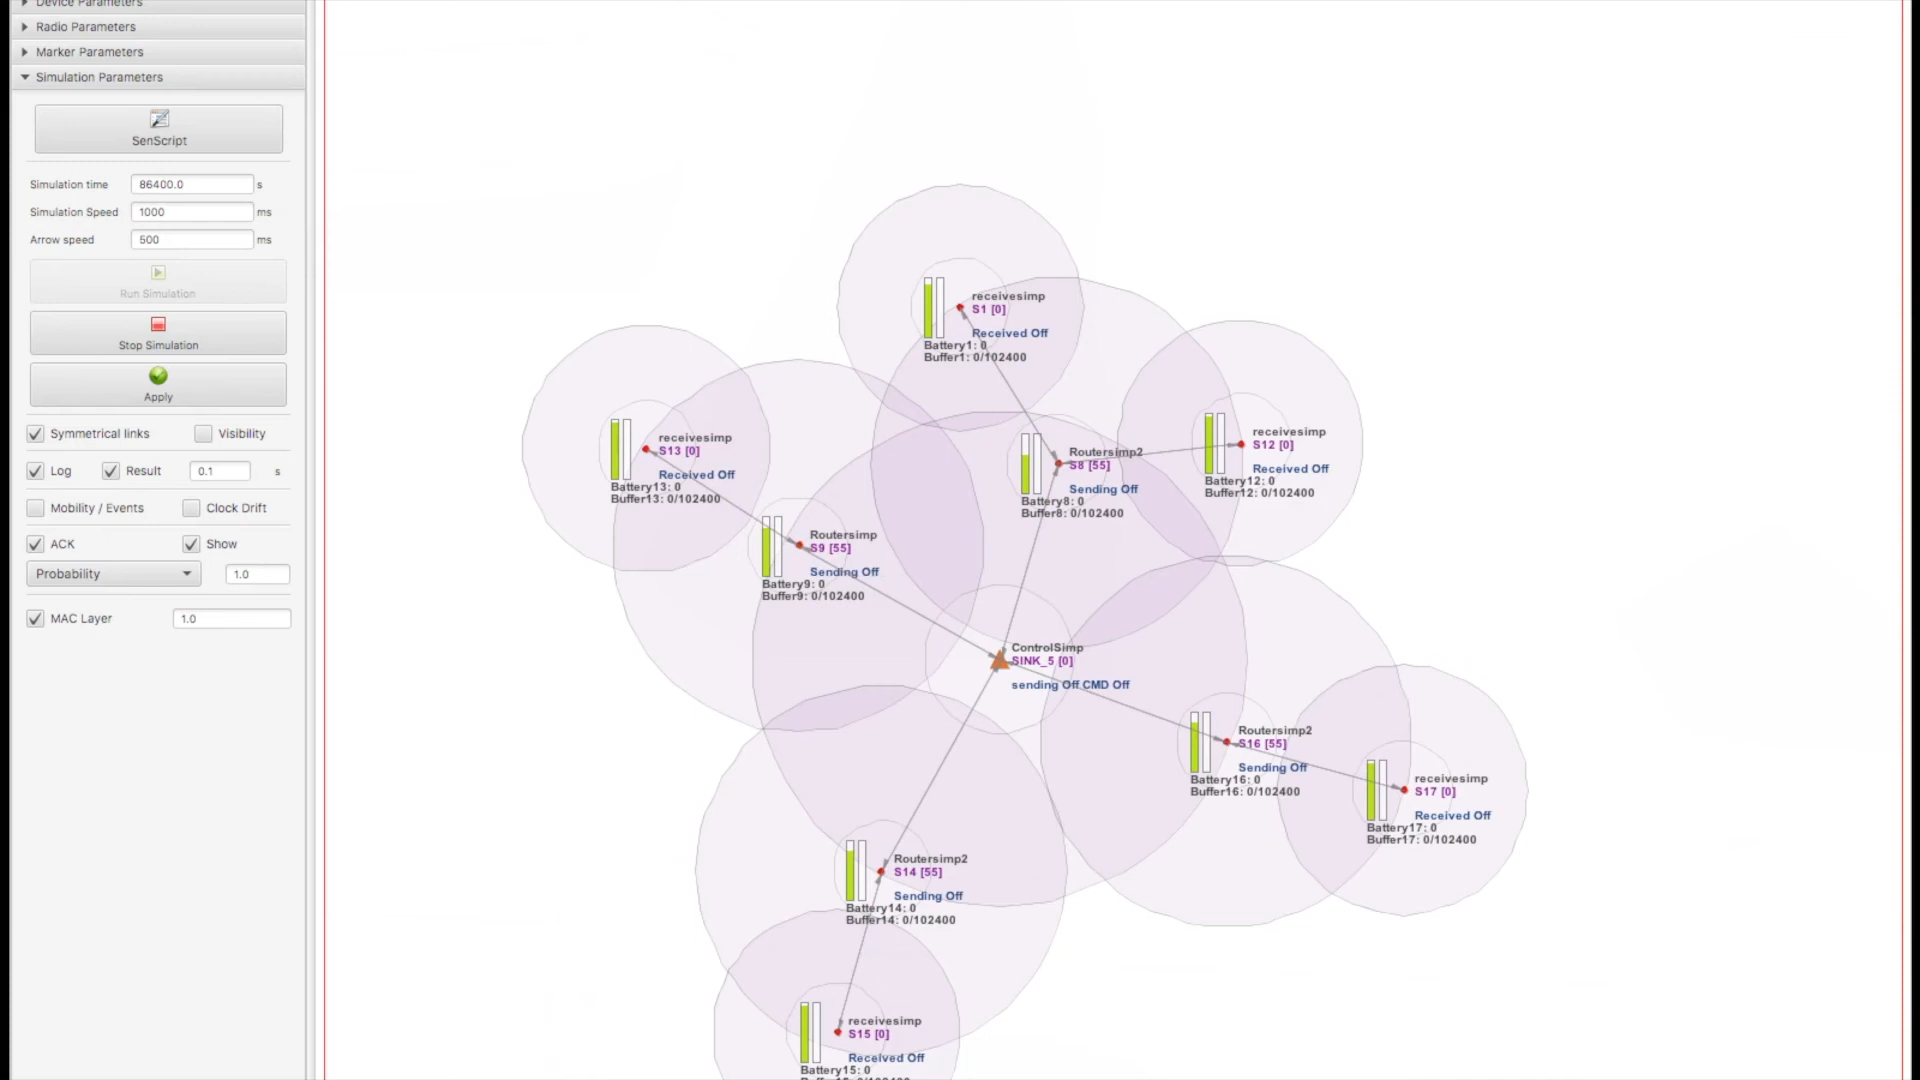 Device Parameters
Radio Parameters
Marker Parameters
Simulation Parameters
SenScript
Simulation time 86400.0 s
Simulation Speed 1000 ms
Arrow speed 500 ms
Run Simulation
Stop Simulation
Apply
Symmetrical links Visibility
Log Result 0.1 s
Mobility / Events Clock Drift
ACK Show
Probability 1.0
MAC Layer 1.0
receivesimp
S1 [0]
Received Off
Battery1: 0
Buffer1: 0/102400
receivesimp
S13 [0]
Received Off
Battery13: 0
Buffer13: 0/102400
Routersimp2
S8 [55]
Sending Off
Battery8: 0
Buffer8: 0/102400
receivesimp
S12 [0]
Received Off
Battery12: 0
Buffer12: 0/102400
Routersimp
S9 [55]
Sending Off
Battery9: 0
Buffer9: 0/102400
ControlSimp
SINK_5 [0]
sending Off CMD Off
Routersimp2
S16 [55]
Sending Off
Battery16: 0
Buffer16: 0/102400
receivesimp
S17 [0]
Received Off
Battery17: 0
Buffer17: 0/102400
Routersimp2
S14 [55]
Sending Off
Battery14: 0
Buffer14: 0/102400
receivesimp
S15 [0]
Received Off
Battery15: 0